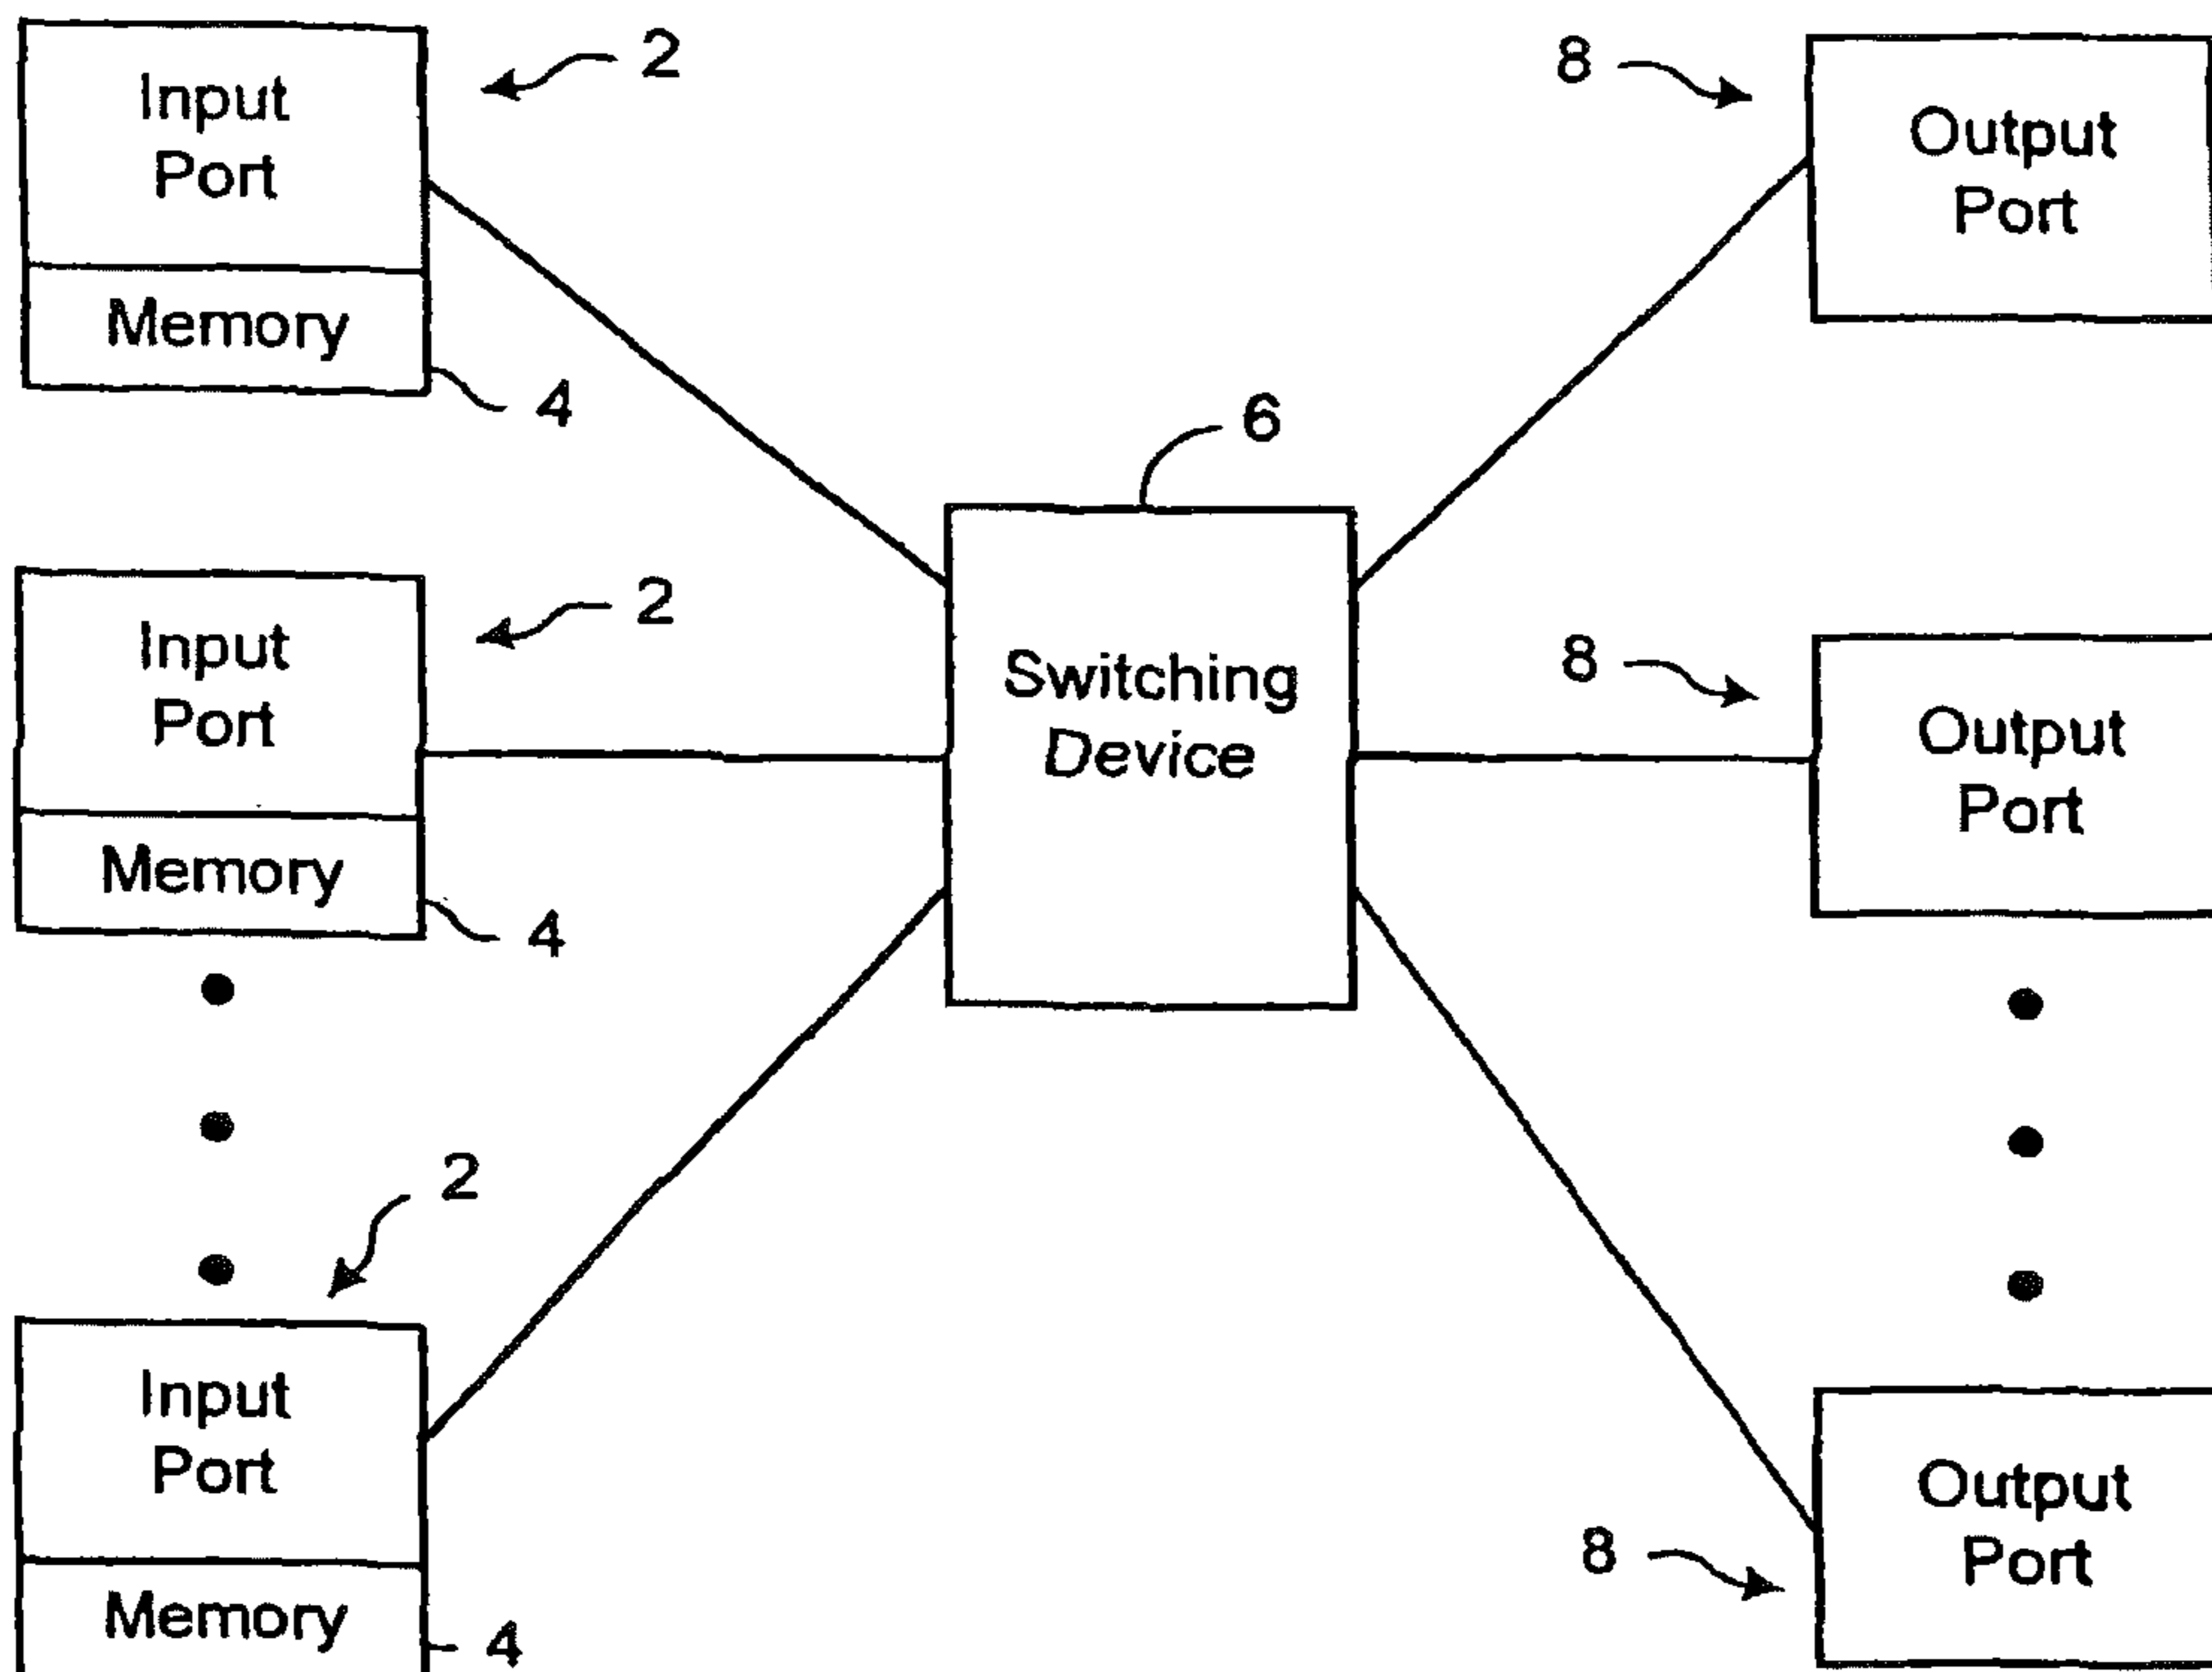 Input
Port
Memory
2
4
Input
Port
Memory
2
4
2
Input
Port
Memory
4
6
Switching
Device
8
Output
Port
8
Output
Port
8
Output
Port